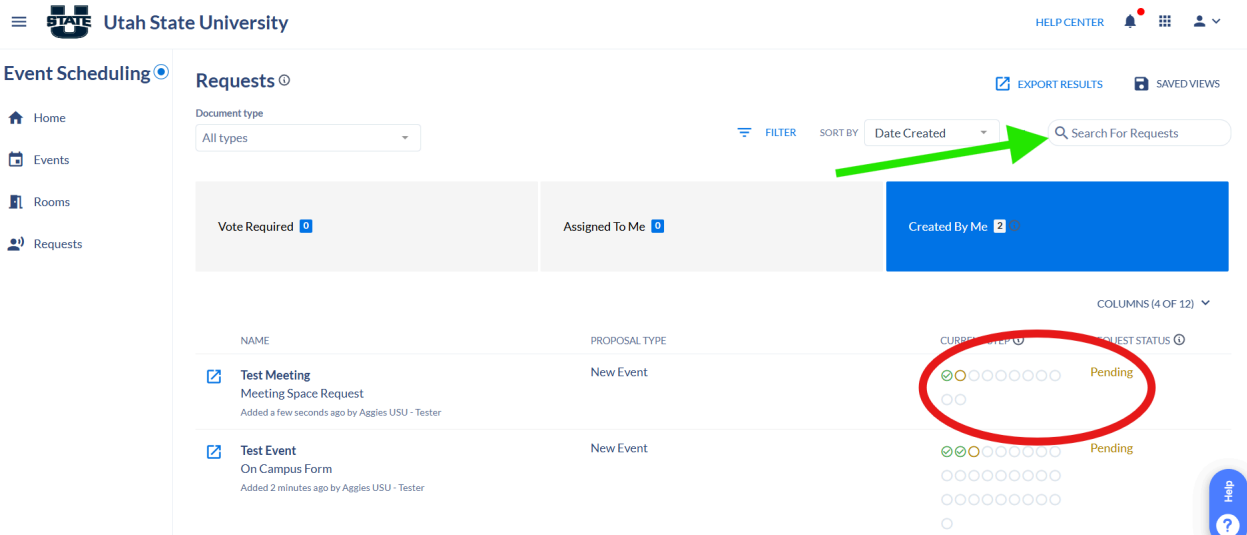 STATE
Utah State University
HELP CENTER
Event Scheduling
Home
Events
Rooms
Requests
Requests
EXPORT RESULTS
SAVED VIEWS
Document type
All types
FILTER
SORT BY
Date Created
Search For Requests
Vote Required 0
Assigned To Me 0
Created By Me 2
COLUMNS (4 OF 12)
NAME
PROPOSAL TYPE
CURRENT STEP
REQUEST STATUS
Test Meeting
New Event
Pending
Meeting Space Request
Added a few seconds ago by Aggies USU - Tester
Test Event
New Event
Pending
On Campus Form
Added 2 minutes ago by Aggies USU - Tester
Help
?